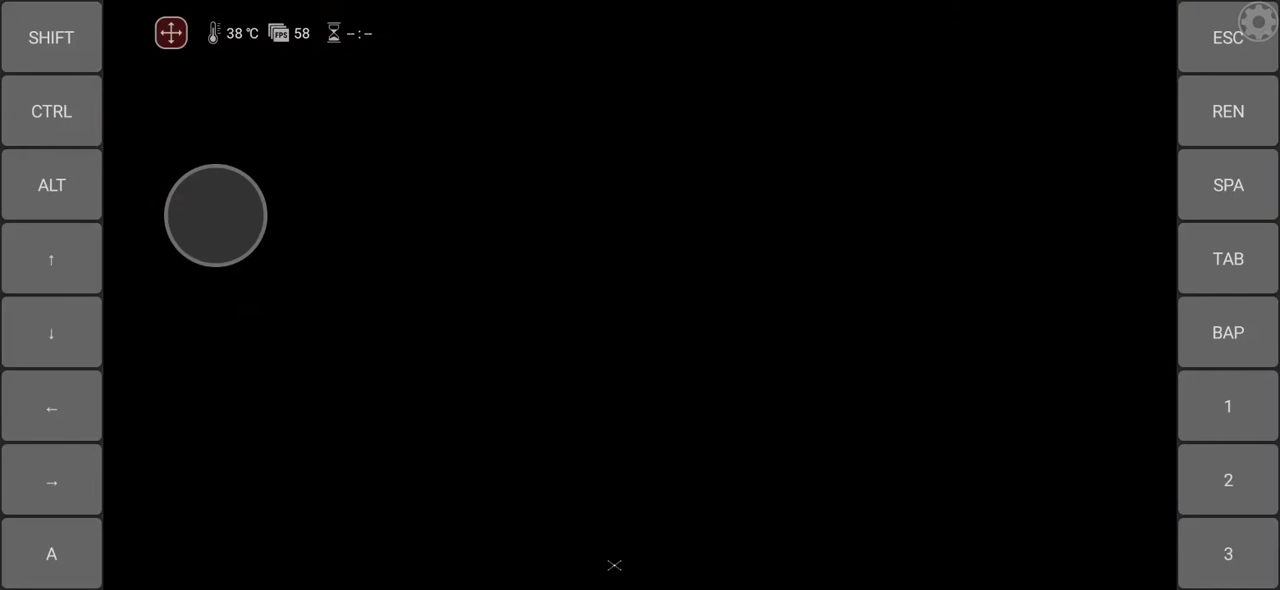 SHIFT
CTRL
ALT
↑
↓
←
→
A
38 ℃ FPS 58 --:--
ESC
REN
SPA
TAB
BAP
1
2
3